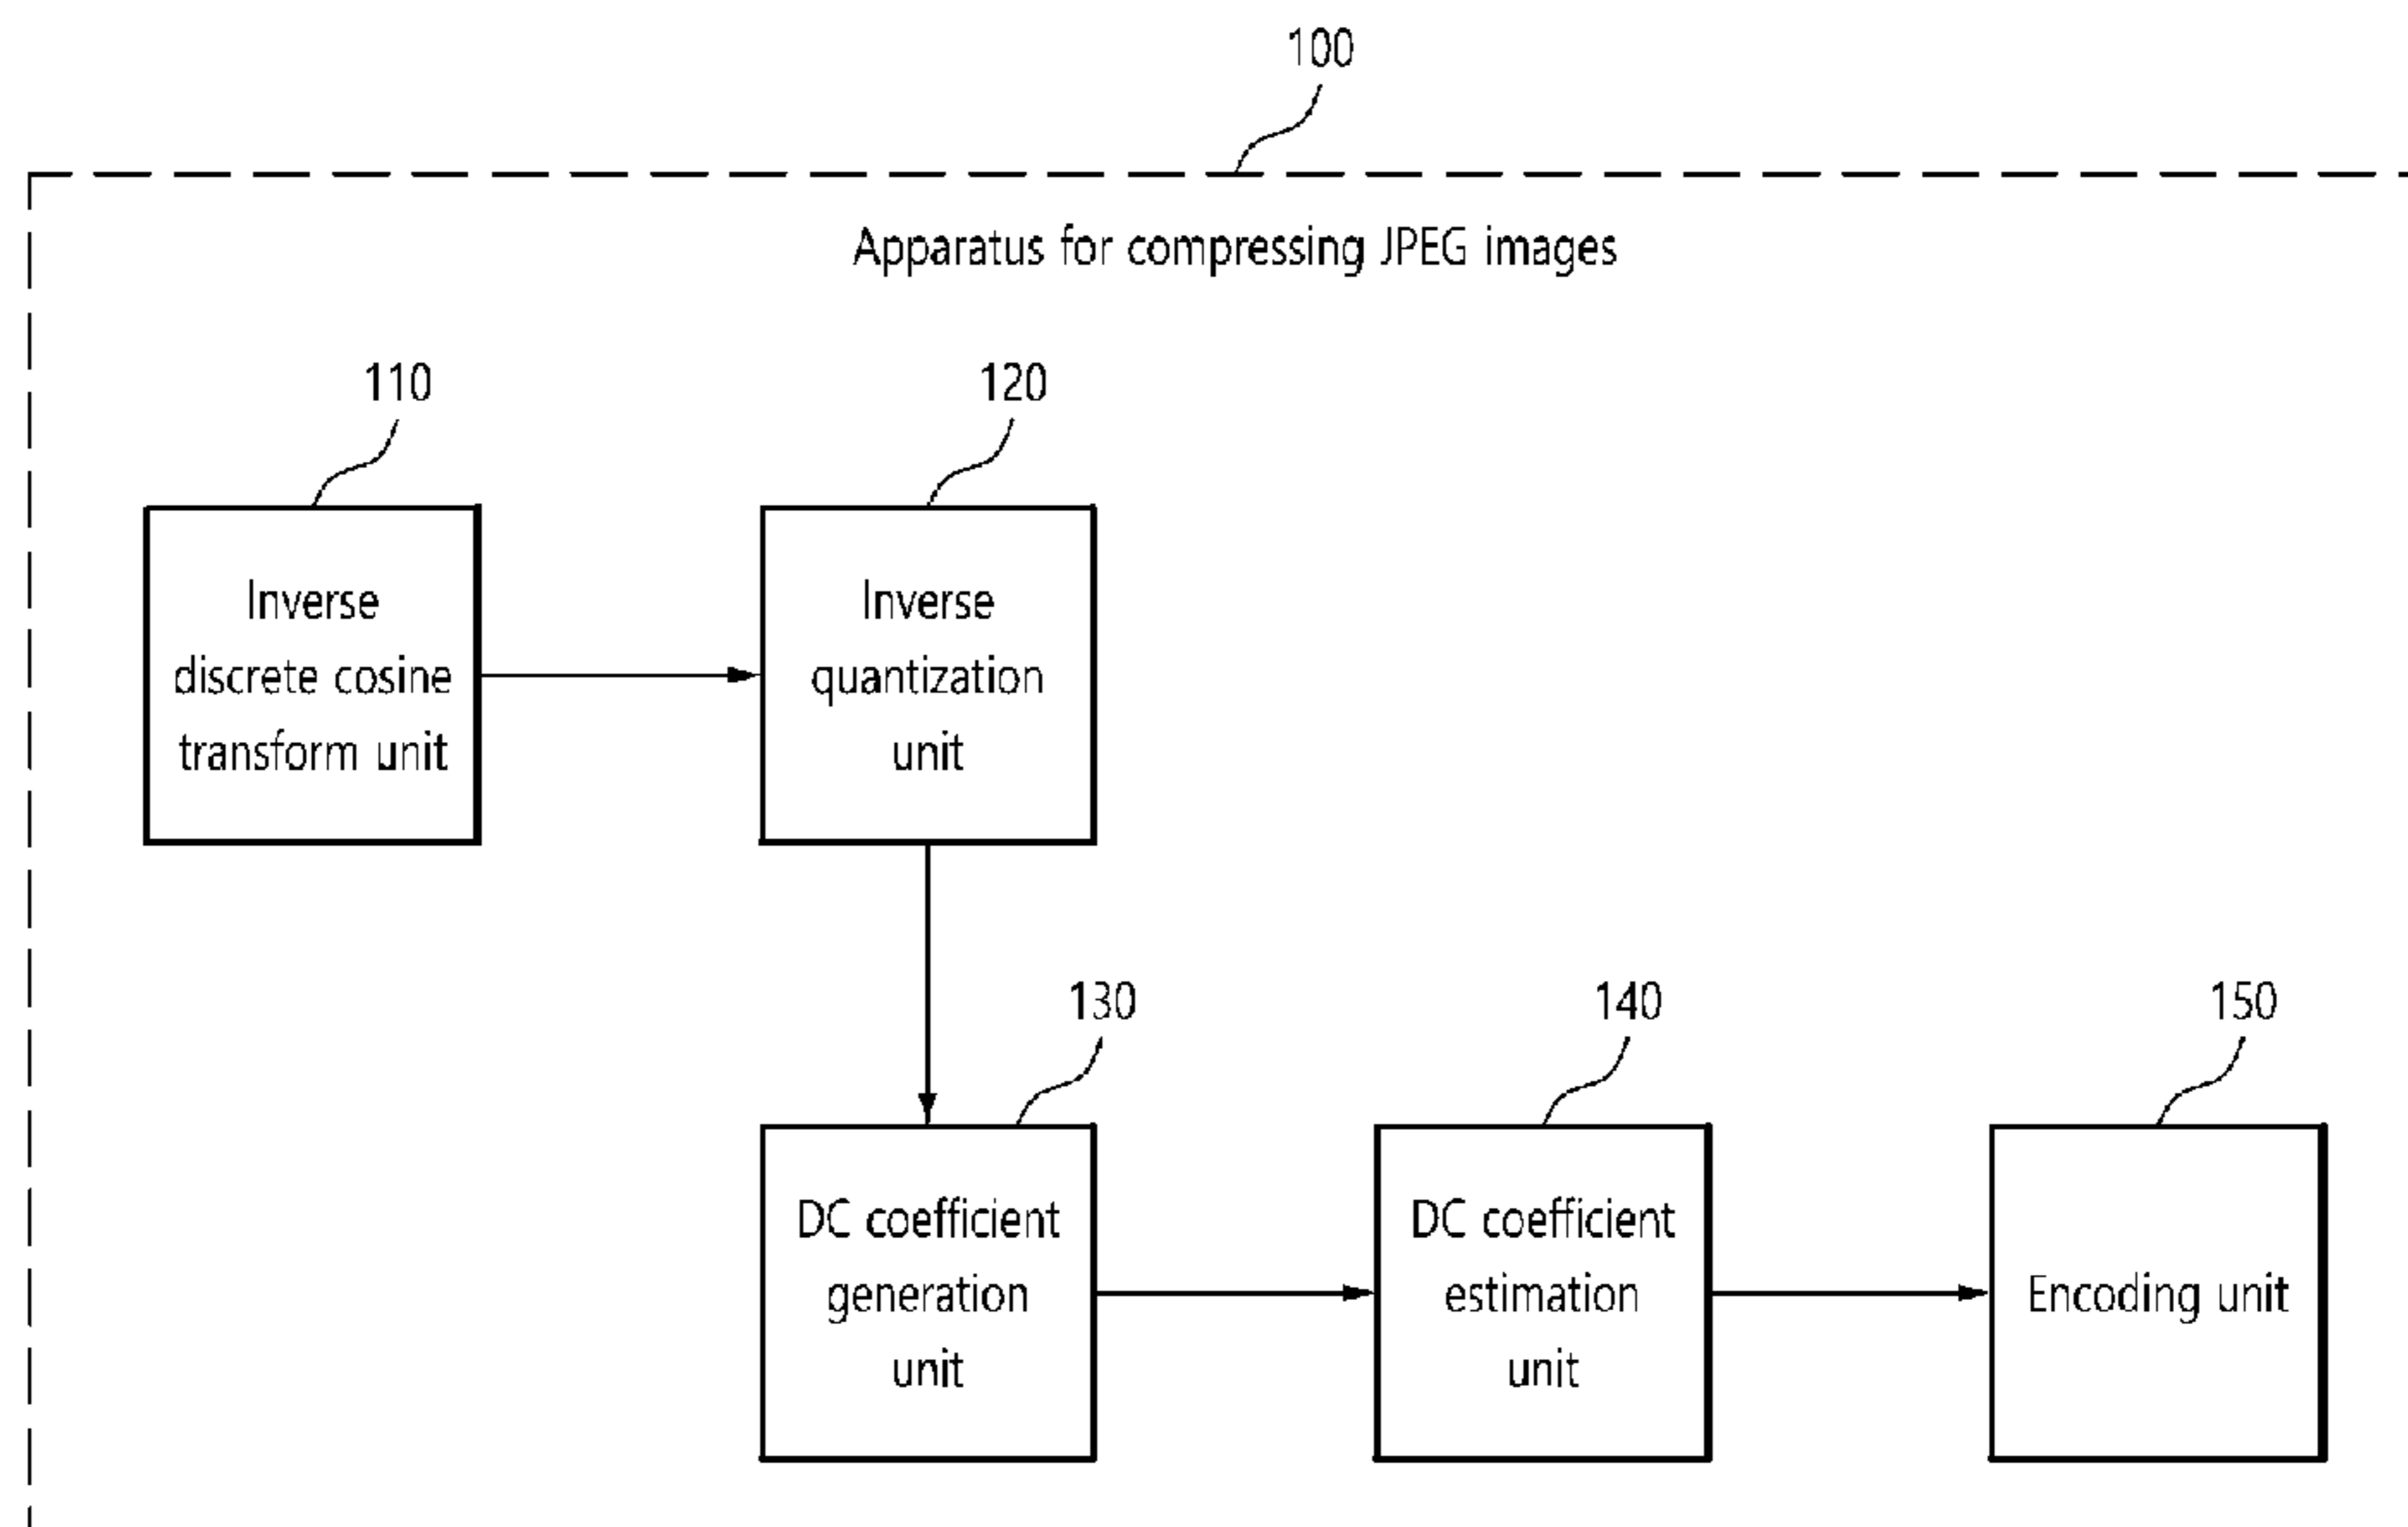 100
Apparatus for compressing JPEG images
110
120
Inverse
discrete cosine
transform unit
Inverse
quantization
unit
130
140
150
DC coefficient
generation
unit
DC coefficient
estimation
unit
Encoding unit